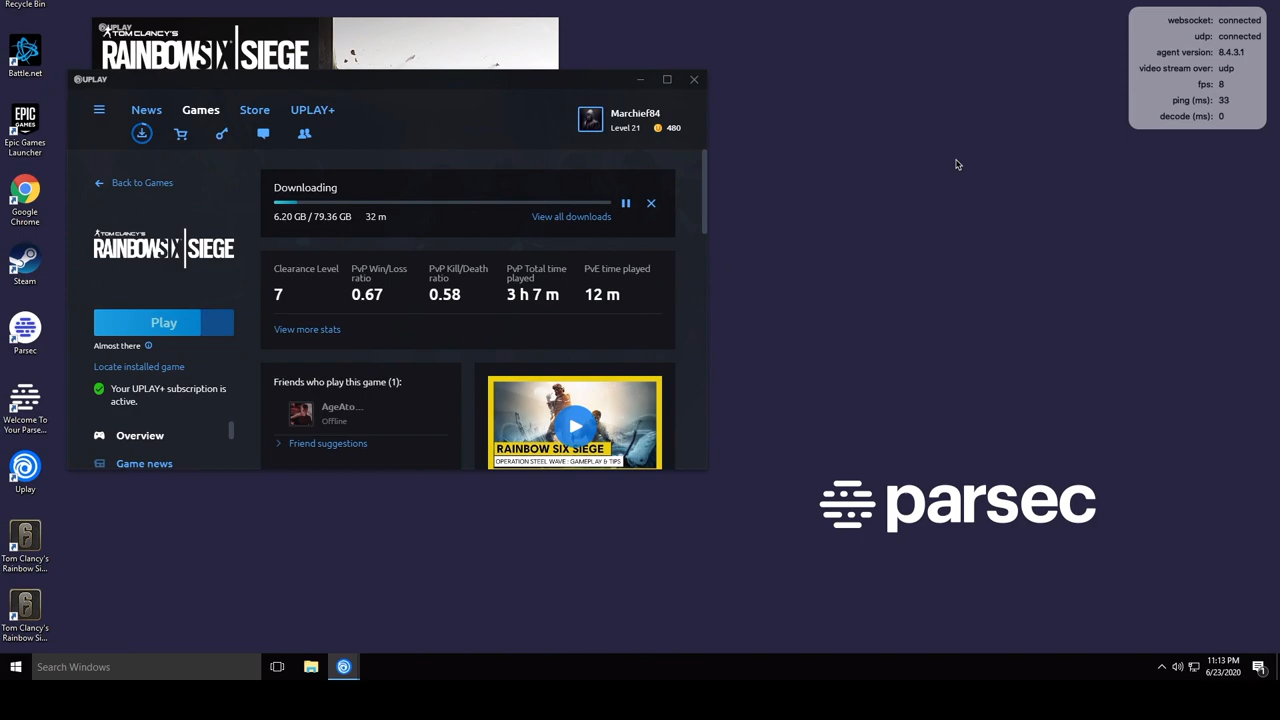 Recycle Bin
Battle.net
Epic Games
Launcher
Google
Chrome
Steam
Parsec
Welcome To
Your Parse...
Uplay
Tom Clancy's
Rainbow Si...
Tom Clancy's
Rainbow Si...
UPLAY
TOM CLANCY'S
RAINBOW SIX SIEGE
UPLAY
News Games Store UPLAY+
Marchief84
Level 21 480
Back to Games
TOM CLANCY'S
RAINBOW SIX SIEGE
Play
Almost there
Locate installed game
Your UPLAY+ subscription is
active.
Overview
Game news
Downloading
6.20 GB / 79.36 GB 32 m View all downloads
Clearance Level
7
PvP Win/Loss
ratio
0.67
PvP Kill/Death
ratio
0.58
PvP Total time
played
3 h 7 m
PvE time played
12 m
View more stats
Friends who play this game (1):
AgeAto...
Offline
Friend suggestions
RAINBOW SIX SIEGE
OPERATION STEEL WAVE : GAMEPLAY & TIPS
websocket: connected
udp: connected
agent version: 8.4.3.1
video stream over: udp
fps: 8
ping (ms): 33
decode (ms): 0
parsec
Search Windows
11:13 PM
6/23/2020
1